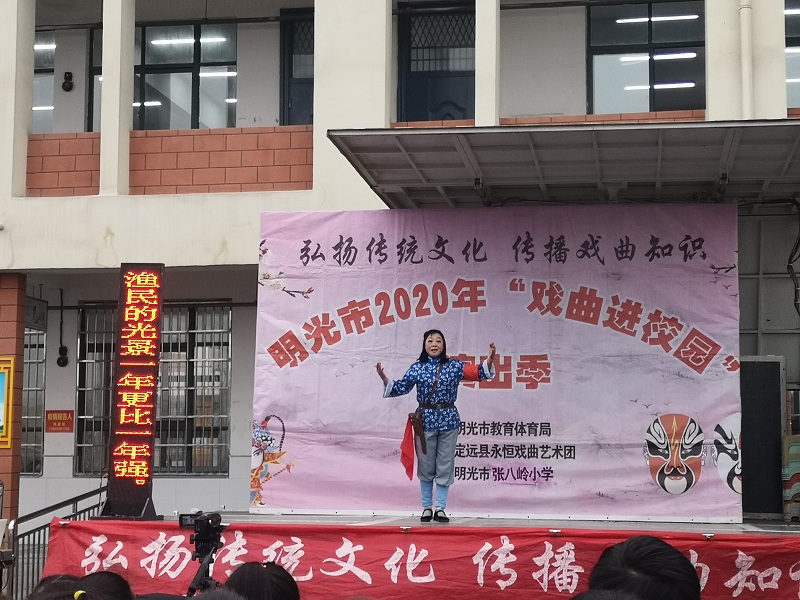 弘扬传统文化 传播戏曲知识
明光市2020年“戏曲进校园”
出季
明光市教育体育局
定远县永恒戏曲艺术团
明光市 张八岭小学
渔民的光景一年更比一年强。
弘扬传统文化 传播 曲知